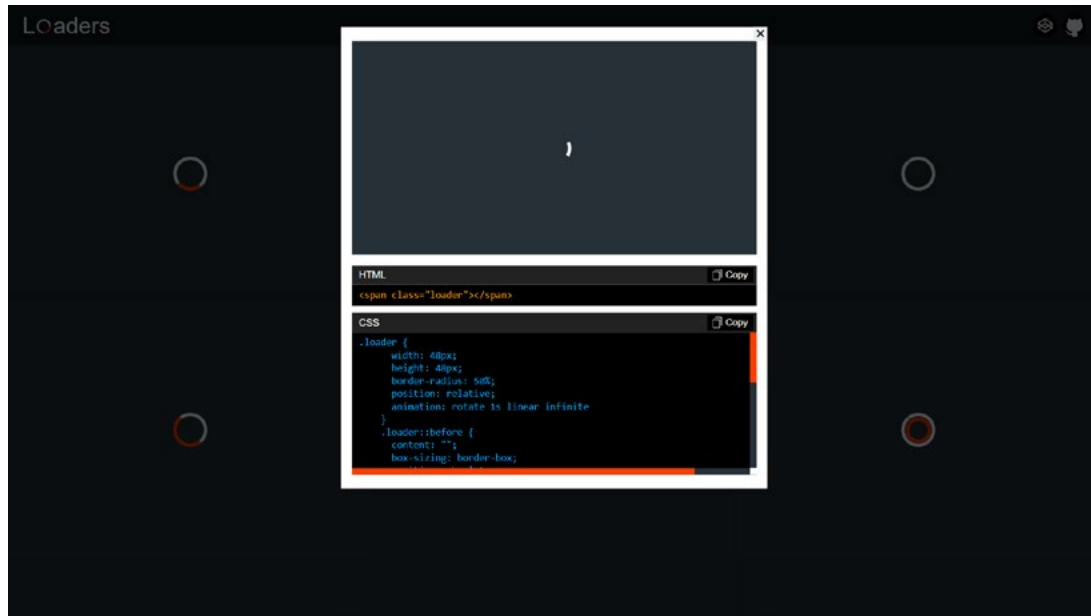 Loaders
HTML
Copy
<span class="loader"></span>
CSS
Copy
.loader {
width: 48px;
height: 48px;
border-radius: 50%;
position: relative;
animation: rotate 1s linear infinite
}
.loader::before {
content: "";
box-sizing: border-box;